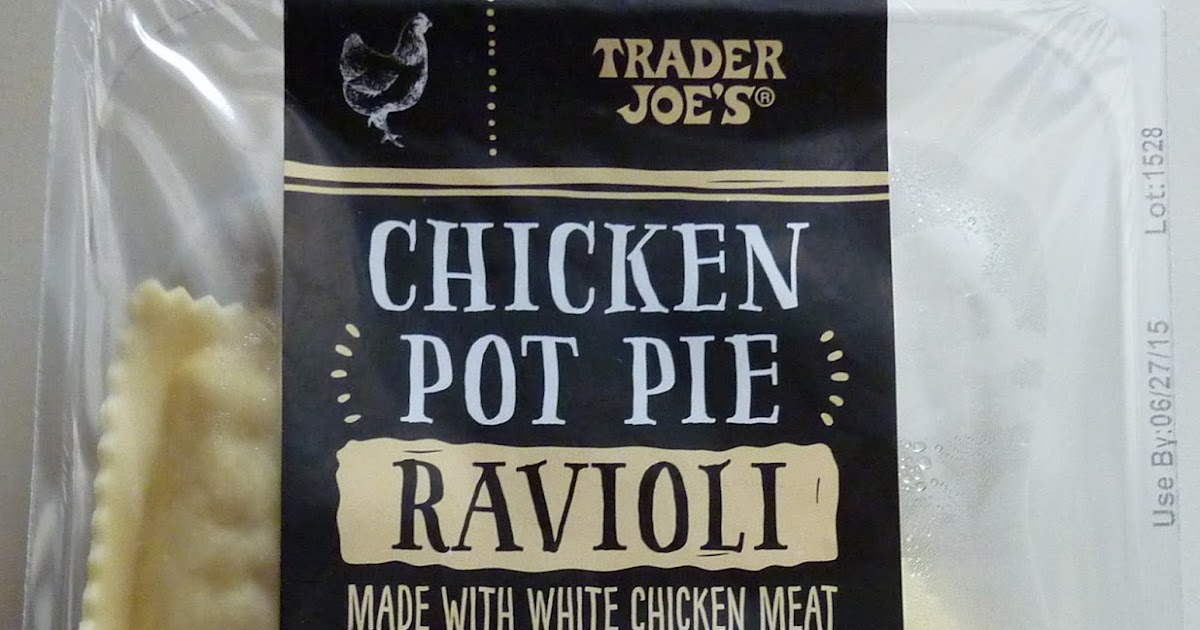 TRADER
JOE'S®
CHICKEN
POT PIE
RAVIOLI
MADE WITH WHITE CHICKEN MEAT
Use By:06/27/15 Lot:1528